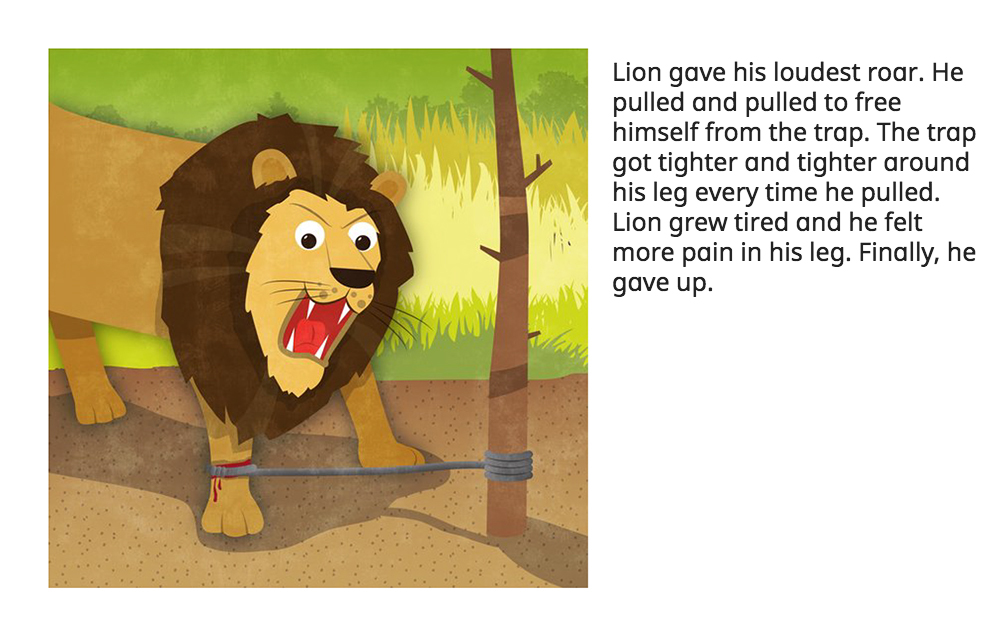 Lion gave his loudest roar. He
pulled and pulled to free
himself from the trap. The trap
got tighter and tighter around
his leg every time he pulled.
Lion grew tired and he felt
more pain in his leg. Finally, he
gave up.